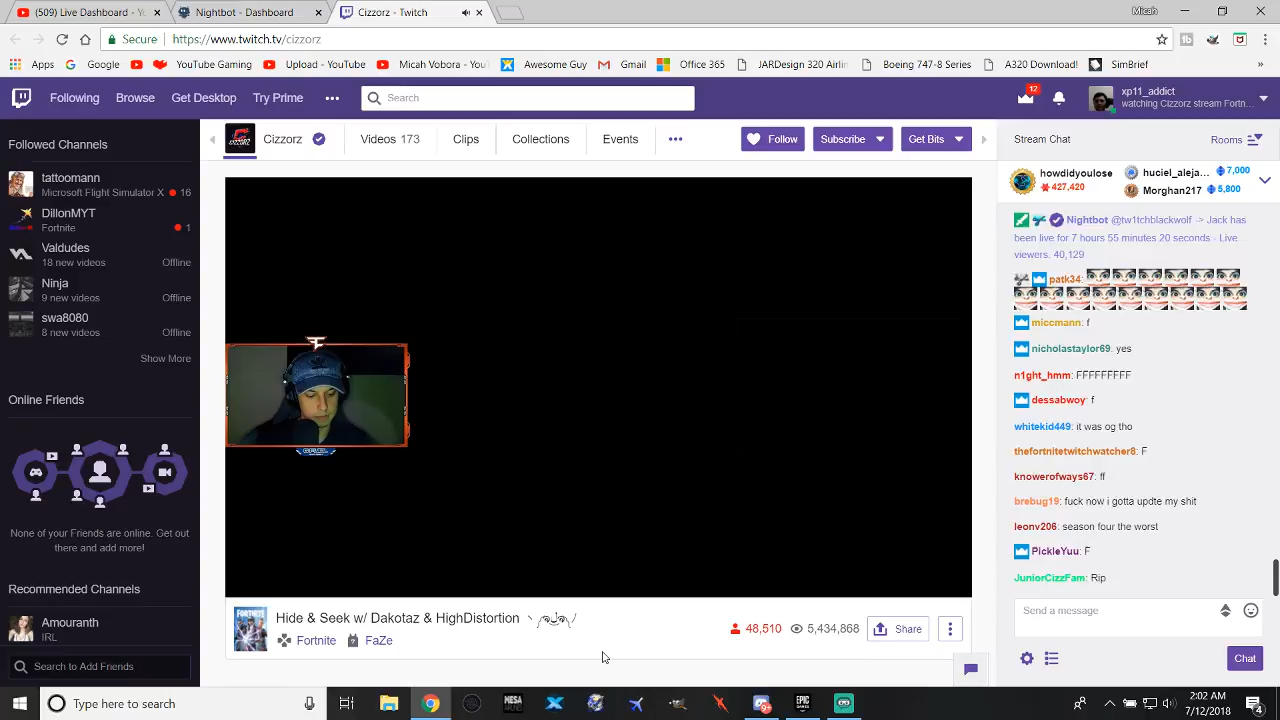 (59) Live Dashboard - Yo
Nightbot - Dashboard
Cizzorz - Twitch
Micah
Secure
https://www.twitch.tv/cizzorz
Apps
Google
YouTube Gaming
Upload - YouTube
Micah Vobera - You
Awesome Guy
Gmail
Office 365
JARDesign 320 Airlin
Boeing 747-8 Series
A320 Download!
SimBrief
Following
Browse
Get Desktop
Try Prime
Search
12
xp11_addict
watching Cizzorz stream Fortn...
Followed Channels
tattoomann
Microsoft Flight Simulator X
16
DillonMYT
Fortnite
1
Valdudes
18 new videos
Offline
Ninja
9 new videos
Offline
swa8080
8 new videos
Offline
Show More
Online Friends
None of your Friends are online. Get out
there and add more!
Recommended Channels
Amouranth
IRL
Search to Add Friends
Cizzorz
Videos 173
Clips
Collections
Events
Follow
Subscribe
Get Bits
Hide & Seek w/ Dakotaz & HighDistortion
Fortnite
FaZe
48,510
5,434,868
Share
Stream Chat
Rooms
howdidyoulose
427,420
huciel_aleja...
7,000
Morghan217
5,800
Nightbot @tw1tchblackwolf -> Jack has
been live for 7 hours 55 minutes 20 seconds - Live
viewers. 40,129
patk34:
miccmann: f
nicholastaylor69: yes
n1ght_hmm: FFFFFFFFF
dessabwoy: f
whitekid449: it was og tho
thefortnitetwitchwatcher8: F
knowerofways67: ff
brebug19: fuck now i gotta updte my shit
leonv206: season four the worst
PickleYuu: F
JuniorCizzFam: Rip
Send a message
Chat
Type here to search
2:02 AM
7/12/2018